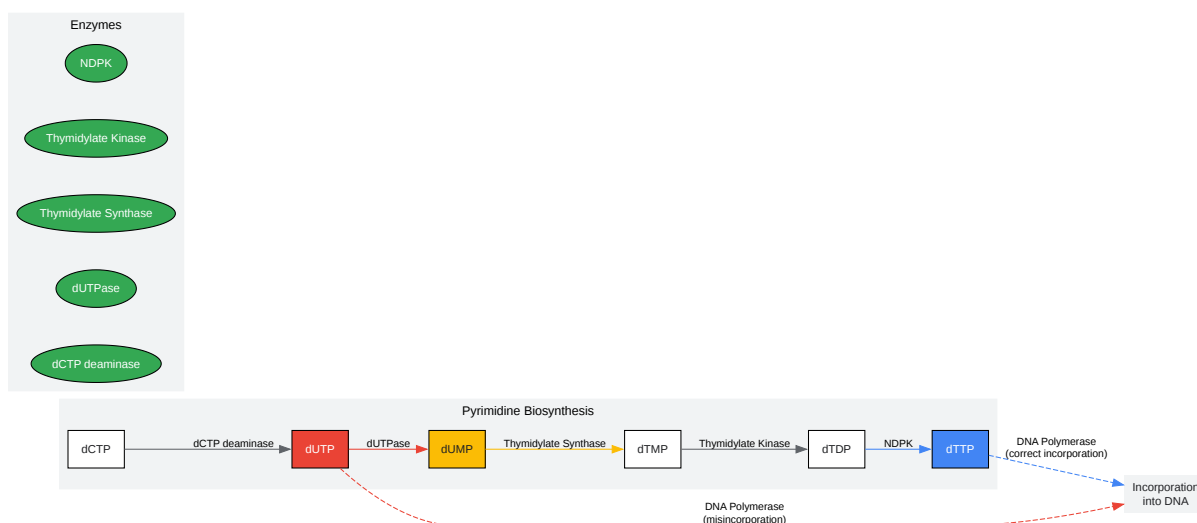 Enzymes
NDPK
Thymidylate Kinase
Thymidylate Synthase
dUTPase
dCTP deaminase
Pyrimidine Biosynthesis
dCTP
dCTP deaminase
dUTP
dUTPase
dUMP
Thymidylate Synthase
dTMP
Thymidylate Kinase
dTDP
NDPK
dTTP
DNA Polymerase
(correct incorporation)
Incorporation
into DNA
DNA Polymerase
(misincorporation)